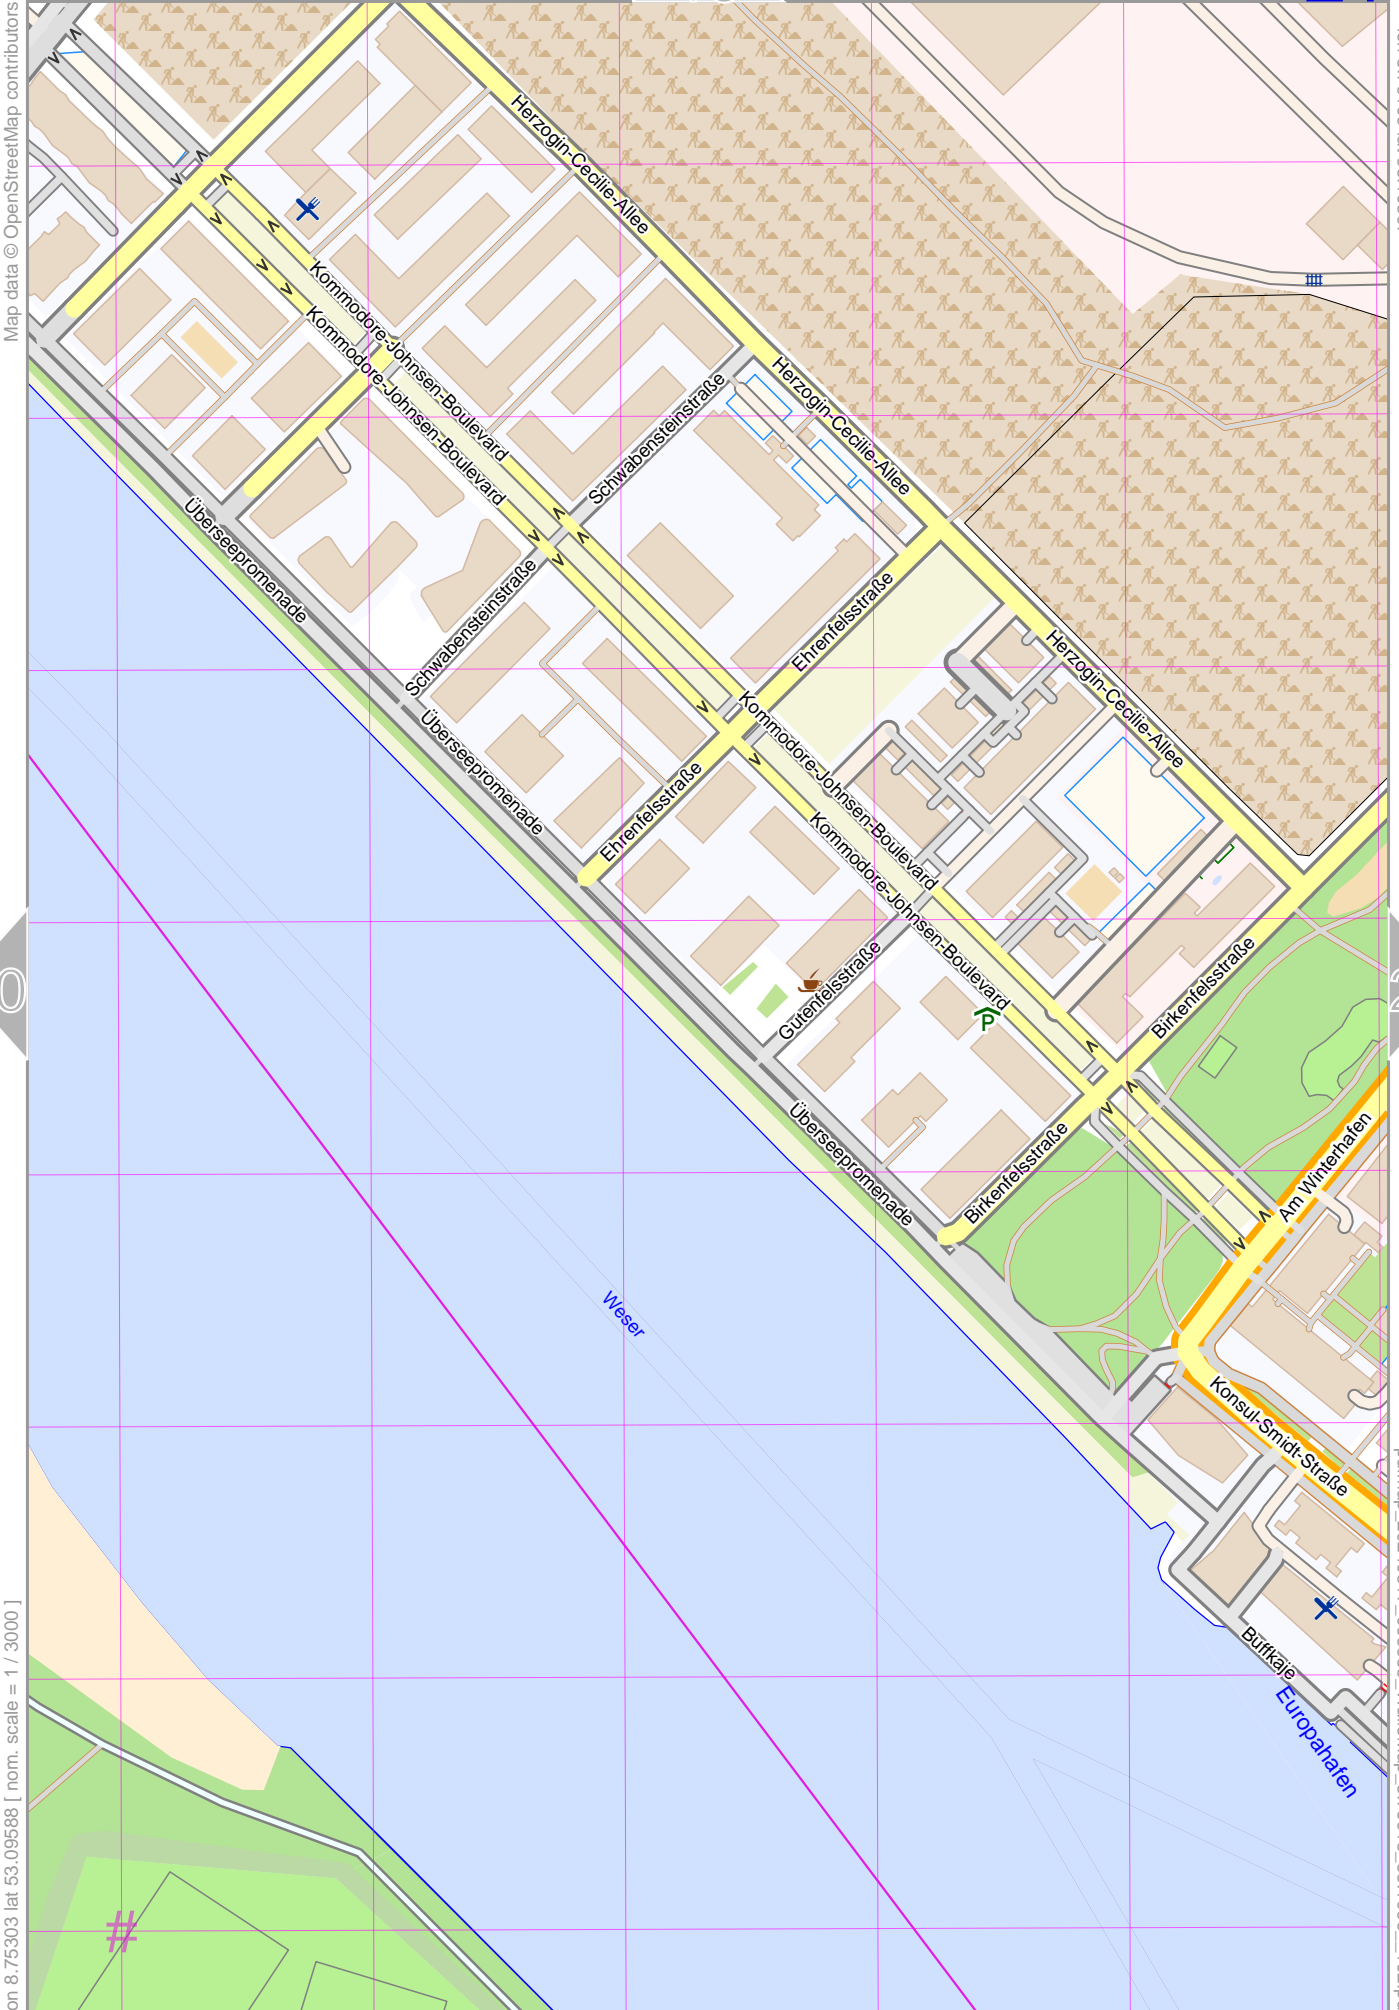 Map data © OpenStreetMap contributors
Herzogin-Cecilie-Allee
Kommodore-Johnsen-Boulevard
Kommodore-Johnsen-Boulevard
Herzogin-Cecilie-Allee
Schwabensteinstraße
Überseepromenade
Schwabensteinstraße
Ehrenfelsstraße
Herzogin-Cecilie-Allee
Überseepromenade
Kommodore-Johnsen-Boulevard
Ehrenfelsstraße
Kommodore-Johnsen-Boulevard
0
Gutenfelsstraße
Birkenfelsstraße
P
Überseepromenade
Birkenfelsstraße
Am Winterhafen
Weser
Konsul-Smidt-Straße
Buffkaje
Europahafen
on 8.75303 lat 53.09588 [ nom. scale = 1 / 3000 ]
#